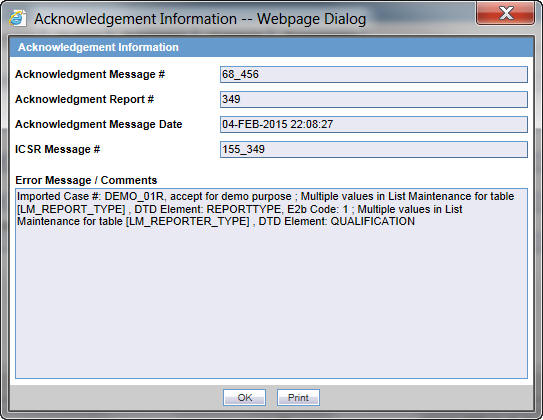 Acknowledgement Information -- Webpage Dialog
Acknowledgement Information
Acknowledgment Message # 68_456
Acknowledgment Report # 349
Acknowledgment Message Date 04-FEB-2015 22:08:27
ICSR Message # 155_349
Error Message / Comments
Imported Case #: DEMO_01R, accept for demo purpose ; Multiple values in List Maintenance for table
[LM_REPORT_TYPE] , DTD Element: REPORTTYPE, E2b Code: 1 ; Multiple values in List
Maintenance for table [LM_REPORTER_TYPE] , DTD Element: QUALIFICATION
OK Print